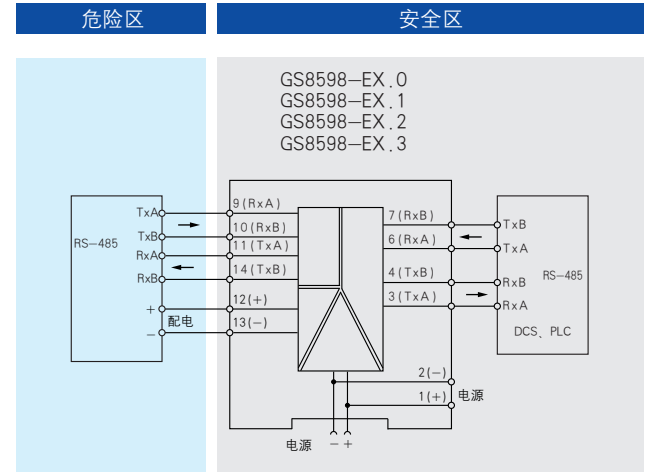 危险区
安全区
GS8598-EX.0
GS8598-EX.1
GS8598-EX.2
GS8598-EX.3
RS-485
TxA
TxB
RxA
RxB
+
配电
-
9(RxA)
10(RxB)
11(TxA)
14(TxB)
12(+)
13(-)
7(RxB)
6(RxA)
4(TxB)
3(TxA)
2(-)
1(+)
电源
电源 - +
TxB
TxA
RxB
RxA
RS-485
DCS、PLC